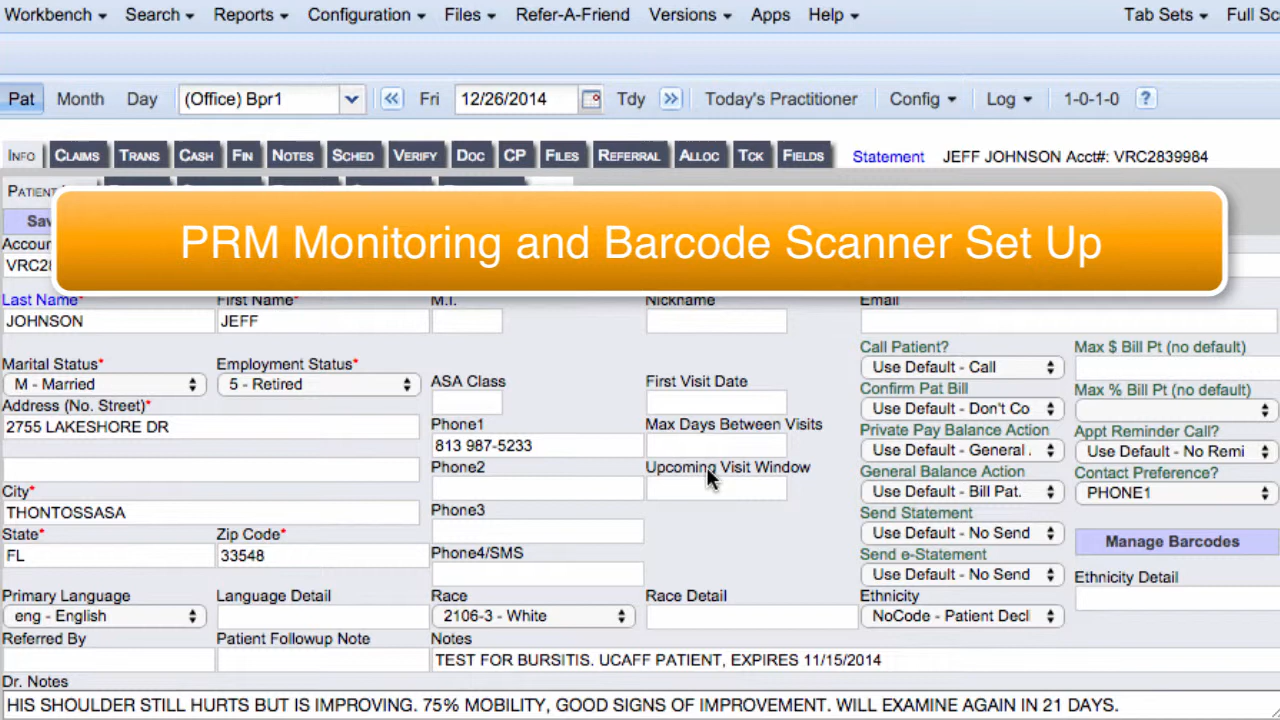 Workbench Search Reports Configuration Files Refer-A-Friend Versions Apps Help Tab Sets Full Sc
Pat Month Day (Office) Bpr1 Fri 12/26/2014 Tdy Today's Practitioner Config Log 1-0-1-0 ?
INFO CLAIMS TRANS CASH FIN NOTES SCHED VERIFY DOC CP FILES REFERRAL ALLOC TCK FIELDS Statement JEFF JOHNSON Acct#: VRC2839984
PATIENT
Sav
PRM Monitoring and Barcode Scanner Set Up
Accoun
VRC28
Last Name* First Name* M.I. Nickname Email
JOHNSON JEFF
Call Patient? Max $ Bill Pt (no default)
Marital Status* Employment Status* Use Default - Call
M - Married 5 - Retired ASA Class First Visit Date
Confirm Pat Bill Max % Bill Pt (no default)
Address (No. Street)* Use Default - Don't Co
2755 LAKESHORE DR Phone1 Max Days Between Visits
Private Pay Balance Action Appt Reminder Call?
813 987-5233 Use Default - General . Use Default - No Remi
Phone2 Upcoming Visit Window General Balance Action Contact Preference?
City* Use Default - Bill Pat. PHONE1
THONTOSSASA Phone3 Send Statement
State* Zip Code* Use Default - No Send Manage Barcodes
FL 33548 Phone4/SMS Send e-Statement
Use Default - No Send Ethnicity Detail
Primary Language Language Detail Race Race Detail Ethnicity
eng - English 2106-3 - White NoCode - Patient Decl
Referred By Patient Followup Note Notes
TEST FOR BURSITIS. UCAFF PATIENT, EXPIRES 11/15/2014
Dr. Notes
HIS SHOULDER STILL HURTS BUT IS IMPROVING. 75% MOBILITY, GOOD SIGNS OF IMPROVEMENT. WILL EXAMINE AGAIN IN 21 DAYS.